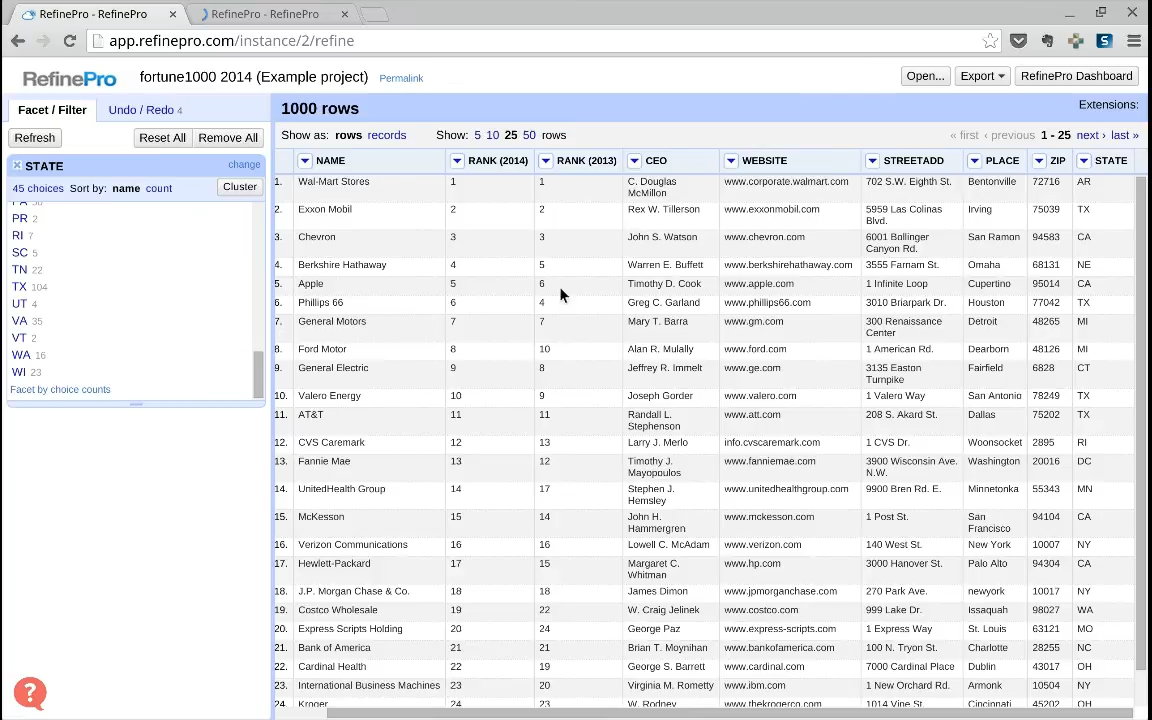 RefinePro - RefinePro
RefinePro - RefinePro
app.refinepro.com/instance/2/refine
RefinePro fortune1000 2014 (Example project) Permalink Open... Export RefinePro Dashboard
Facet / Filter Undo / Redo 4
1000 rows Extensions:
Refresh Reset All Remove All
Show as: rows records Show: 5 10 25 50 rows « first ‹ previous 1 - 25 next › last »
STATE change
45 choices Sort by: name count Cluster
PR 2
RI 7
SC 5
TN 22
TX 104
UT 4
VA 35
VT 2
WA 16
WI 23
Facet by choice counts
NAME RANK (2014) RANK (2013) CEO WEBSITE STREETADD PLACE ZIP STATE
1. Wal-Mart Stores 1 1 C. Douglas McMillon www.corporate.walmart.com 702 S.W. Eighth St. Bentonville 72716 AR
2. Exxon Mobil 2 2 Rex W. Tillerson www.exxonmobil.com 5959 Las Colinas Blvd. Irving 75039 TX
3. Chevron 3 3 John S. Watson www.chevron.com 6001 Bollinger Canyon Rd. San Ramon 94583 CA
4. Berkshire Hathaway 4 5 Warren E. Buffett www.berkshirehathaway.com 3555 Farnam St. Omaha 68131 NE
5. Apple 5 6 Timothy D. Cook www.apple.com 1 Infinite Loop Cupertino 95014 CA
6. Phillips 66 6 4 Greg C. Garland www.phillips66.com 3010 Briarpark Dr. Houston 77042 TX
7. General Motors 7 7 Mary T. Barra www.gm.com 300 Renaissance Center Detroit 48265 MI
8. Ford Motor 8 10 Alan R. Mulally www.ford.com 1 American Rd. Dearborn 48126 MI
9. General Electric 9 8 Jeffrey R. Immelt www.ge.com 3135 Easton Turnpike Fairfield 6828 CT
10. Valero Energy 10 9 Joseph Gorder www.valero.com 1 Valero Way San Antonio 78249 TX
11. AT&T 11 11 Randall L. Stephenson www.att.com 208 S. Akard St. Dallas 75202 TX
12. CVS Caremark 12 13 Larry J. Merlo info.cvscaremark.com 1 CVS Dr. Woonsocket 2895 RI
13. Fannie Mae 13 12 Timothy J. Mayopoulos www.fanniemae.com 3900 Wisconsin Ave. N.W. Washington 20016 DC
14. UnitedHealth Group 14 17 Stephen J. Hemsley www.unitedhealthgroup.com 9900 Bren Rd. E. Minnetonka 55343 MN
15. McKesson 15 14 John H. Hammergren www.mckesson.com 1 Post St. San Francisco 94104 CA
16. Verizon Communications 16 16 Lowell C. McAdam www.verizon.com 140 West St. New York 10007 NY
17. Hewlett-Packard 17 15 Margaret C. Whitman www.hp.com 3000 Hanover St. Palo Alto 94304 CA
18. J.P. Morgan Chase & Co. 18 18 James Dimon www.jpmorganchase.com 270 Park Ave. newyork 10017 NY
19. Costco Wholesale 19 22 W. Craig Jelinek www.costco.com 999 Lake Dr. Issaquah 98027 WA
20. Express Scripts Holding 20 24 George Paz www.express-scripts.com 1 Express Way St. Louis 63121 MO
21. Bank of America 21 21 Brian T. Moynihan www.bankofamerica.com 100 N. Tryon St. Charlotte 28255 NC
22. Cardinal Health 22 19 George S. Barrett www.cardinal.com 7000 Cardinal Place Dublin 43017 OH
23. International Business Machines 23 20 Virginia M. Rometty www.ibm.com 1 New Orchard Rd. Armonk 10504 NY
24. Kroger 24 23 W. Rodney www.thekrogerco.com 1014 Vine St. Cincinnati 45202 OH